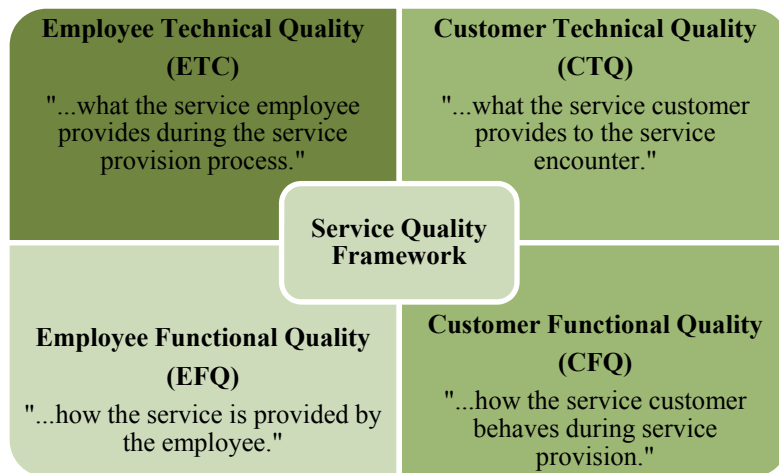 Employee Technical Quality
(ETC)
"...what the service employee
provides during the service
provision process."
Customer Technical Quality
(CTQ)
"...what the service customer
provides to the service
encounter."
Service Quality
Framework
Employee Functional Quality
(EFQ)
"...how the service is provided by
the employee."
Customer Functional Quality
(CFQ)
"...how the service customer
behaves during service
provision."